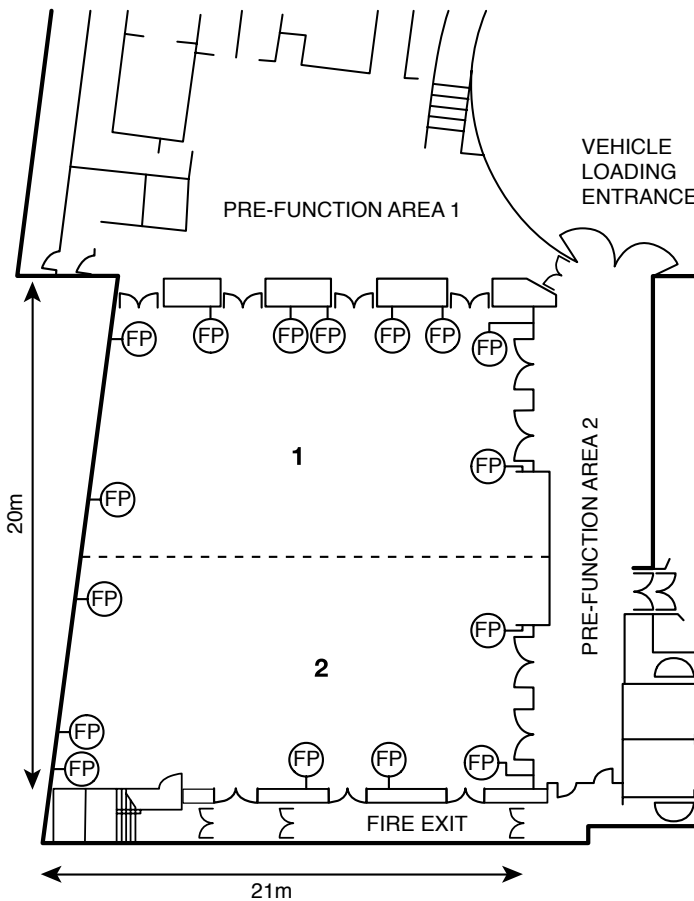 VEHICLE
LOADING
ENTRANCE
PRE-FUNCTION AREA 1
FP
FP
FP
FP
FP
FP
FP
1
FP
FP
20m
PRE-FUNCTION AREA 2
FP
FP
2
FP
FP
FP
FP
FP
FIRE EXIT
21m